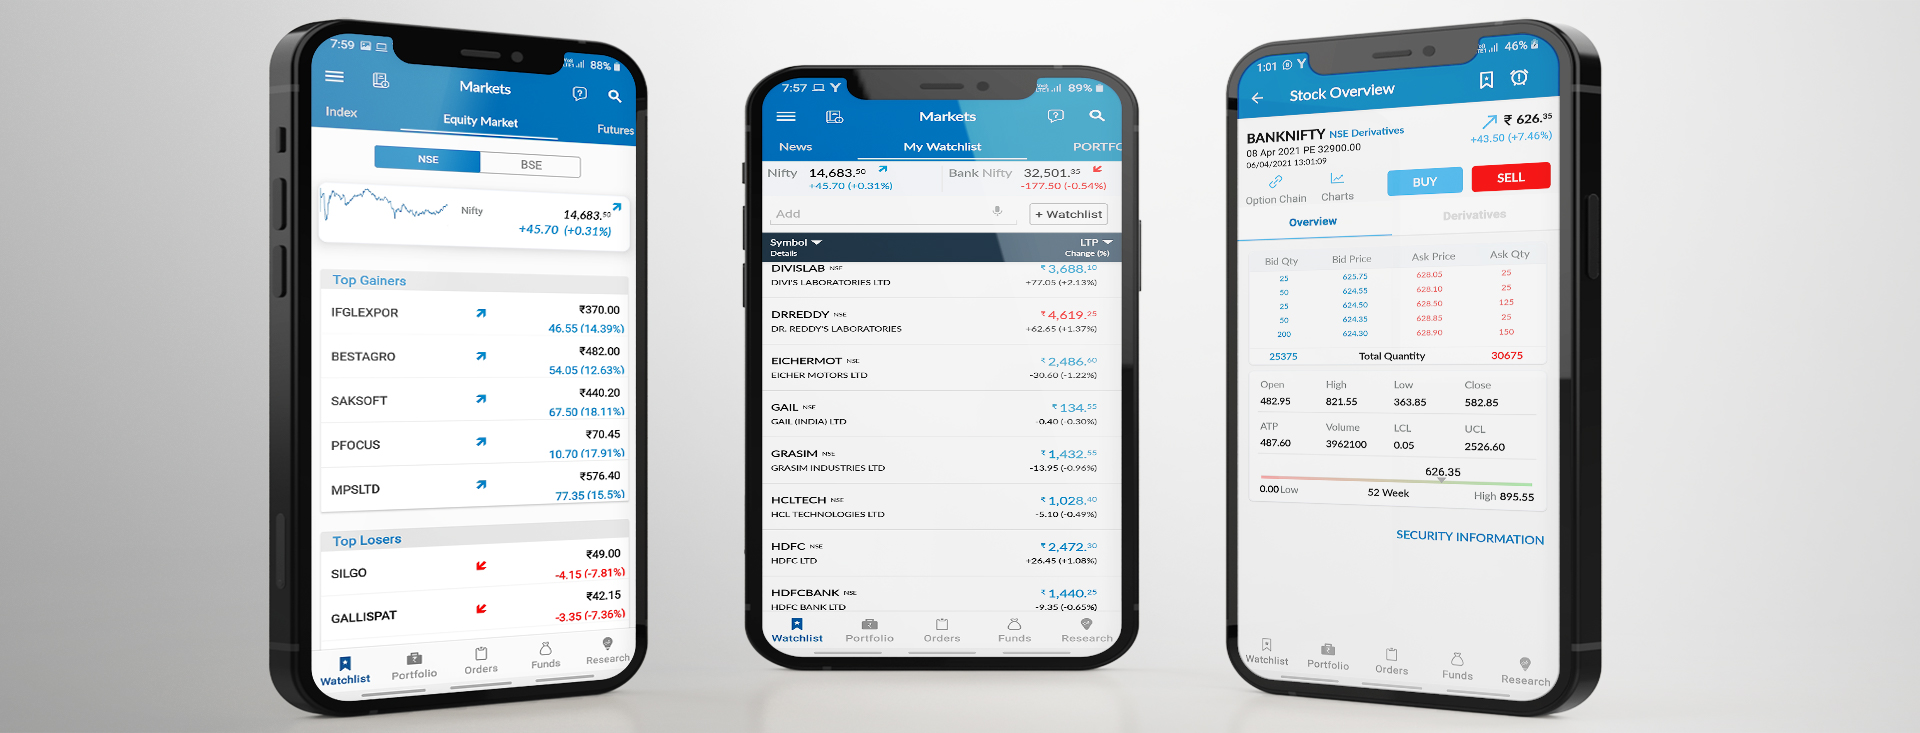 7:59 88%
Markets
Index Equity Market Futures
NSE BSE
Nifty 14,683.50
+45.70 (+0.31%)
Top Gainers
IFGLEXPOR ₹370.00
46.55 (14.39%)
BESTAGRO ₹482.00
54.05 (12.63%)
SAKSOFT ₹440.20
67.50 (18.11%)
PFOCUS ₹70.45
10.70 (17.91%)
MPSLTD ₹576.40
77.35 (15.5%)
Top Losers
SILGO ₹49.00
-4.15 (-7.81%)
GALLISPAT ₹42.15
-3.35 (-7.36%)
Watchlist Portfolio Orders Funds Research
7:57 Y 89%
Markets
News My Watchlist PORTFC
Nifty 14,683.50 Bank Nifty 32,501.35
+45.70 (+0.31%) -177.50 (-0.54%)
Add + Watchlist
Symbol LTP
Details Change (%)
DIVISLAB NSE ₹ 3,688.10
DIVI'S LABORATORIES LTD +77.05 (+2.13%)
DRREDDY NSE ₹ 4,619.25
DR. REDDY'S LABORATORIES +62.65 (+1.37%)
EICHERMOT NSE ₹ 2,486.60
EICHER MOTORS LTD -30.60 (-1.22%)
GAIL NSE ₹ 134.55
GAIL (INDIA) LTD -0.40 (-0.30%)
GRASIM NSE ₹ 1,432.55
GRASIM INDUSTRIES LTD -13.95 (-0.96%)
HCLTECH NSE ₹ 1,028.40
HCL TECHNOLOGIES LTD -5.10 (-0.49%)
HDFC NSE ₹ 2,472.30
HDFC LTD +26.45 (+1.08%)
HDFCBANK NSE ₹ 1,440.25
HDFC BANK LTD -9.35 (-0.65%)
Watchlist Portfolio Orders Funds Research
1:01 Y 46%
Stock Overview
BANKNIFTY NSE Derivatives ₹ 626.35
08 Apr 2021 PE 32900.00 +43.50 (+7.46%)
06/04/2021 13:01:09
Option Chain Charts BUY SELL
Overview Derivatives
Bid Qty Bid Price Ask Price Ask Qty
25 625.75 628.05 25
50 624.55 628.10 25
25 624.50 628.50 125
50 624.35 628.85 25
200 624.30 628.90 150
25375 Total Quantity 30675
Open High Low Close
482.95 821.55 363.85 582.85
ATP Volume LCL UCL
487.60 3962100 0.05 2526.60
626.35
0.00 Low 52 Week High 895.55
SECURITY INFORMATION
Watchlist Portfolio Orders Funds Research